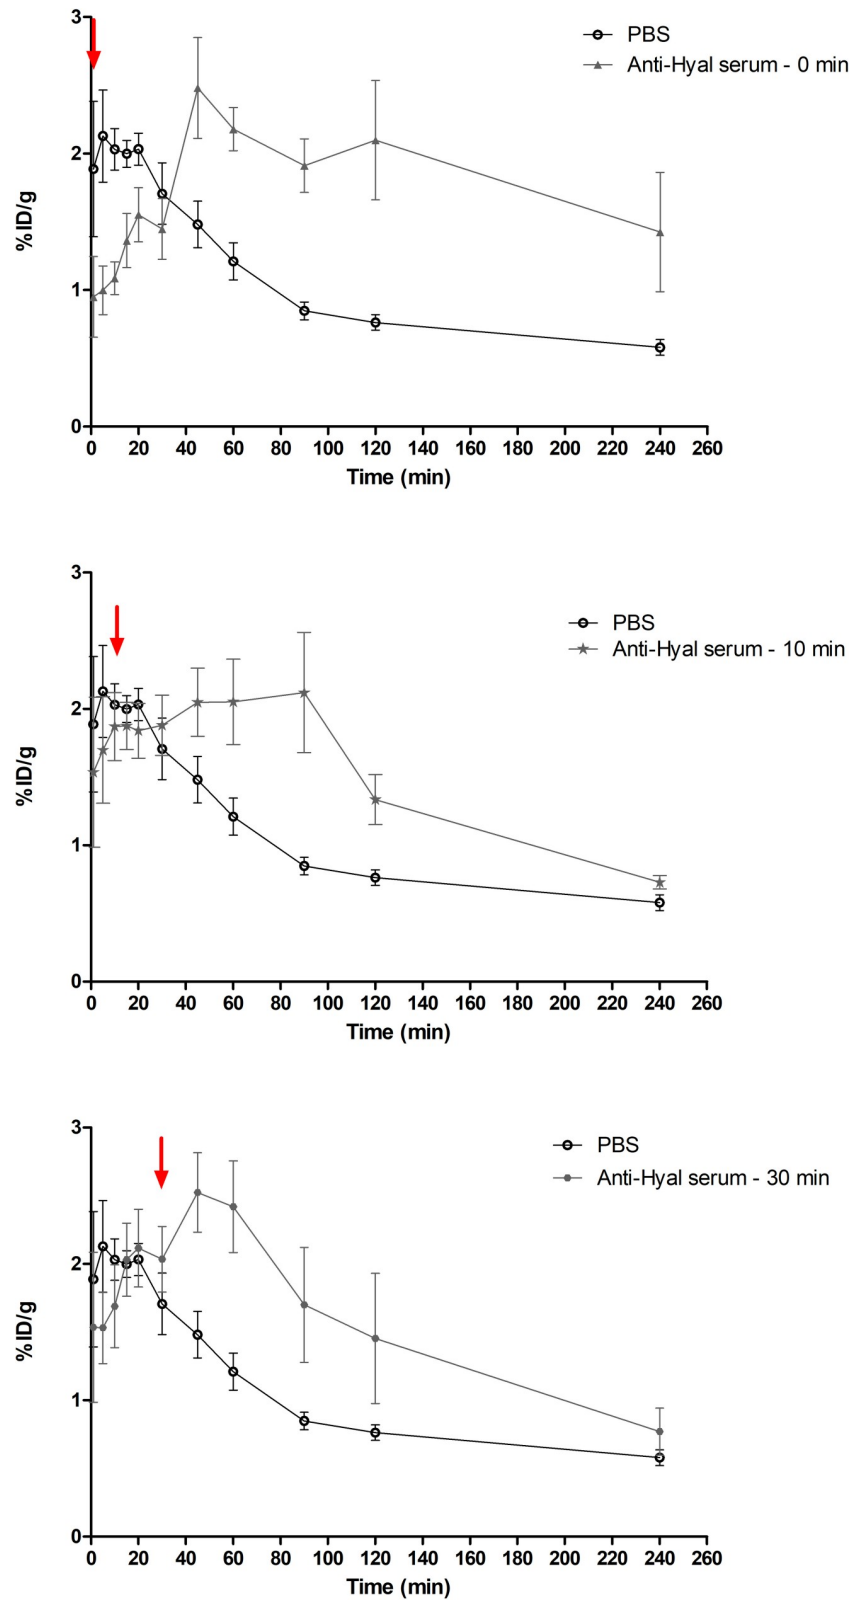 3
PBS
Anti-Hyal serum - 0 min
2
%ID/g
1
0
0 20 40 60 80 100 120 140 160 180 200 220 240 260
Time (min)
3
PBS
Anti-Hyal serum - 10 min
2
%ID/g
1
0
0 20 40 60 80 100 120 140 160 180 200 220 240 260
Time (min)
3
PBS
Anti-Hyal serum - 30 min
2
%ID/g
1
0
0 20 40 60 80 100 120 140 160 180 200 220 240 260
Time (min)